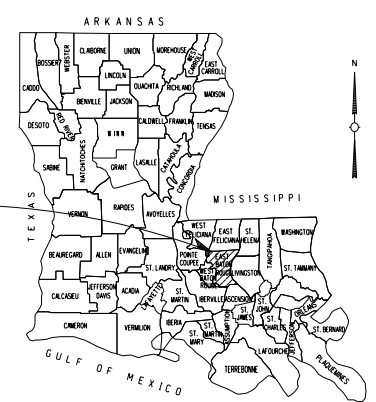 ARKANSAS
CADDO
BOSSIER
WEBSTER
CLAIBORNE
UNION
MOREHOUSE
WEST CARROLL
EAST CARROLL
LINCOLN
OUACHITA
RICHLAND
MADISON
BIENVILLE
JACKSON
DESOTO
RED RIVER
WINN
CALDWELL
FRANKLIN
TENSAS
SABINE
NATCHITOCHES
GRANT
LASALLE
CATAHOULA
CONCORDIA
N
TEXAS
MISSISSIPPI
VERNON
RAPIDES
AVOYELLES
WEST
FELICIANA
EAST
FELICIANA
ST.
HELENA
TANGIPAHOA
WASHINGTON
BEAUREGARD
ALLEN
EVANGELINE
ST. LANDRY
POINTE
COUPEE
WEST
BATON
ROUGE
EAST
BATON
ROUGE
LIVINGSTON
ST. TAMMANY
CALCASIEU
JEFFERSON
DAVIS
ACADIA
LAFAYETTE
ST.
MARTIN
IBERVILLE
ASCENSION
ST.
JAMES
ST.
JOHN
ST.
CHARLES
ORLEANS
ST. BERNARD
CAMERON
VERMILION
IBERIA
ST.
MARTIN
ST.
MARY
ASSUMPTION
JEFFERSON
LAFOURCHE
PLAQUEMINES
TERREBONNE
GULF OF MEXICO